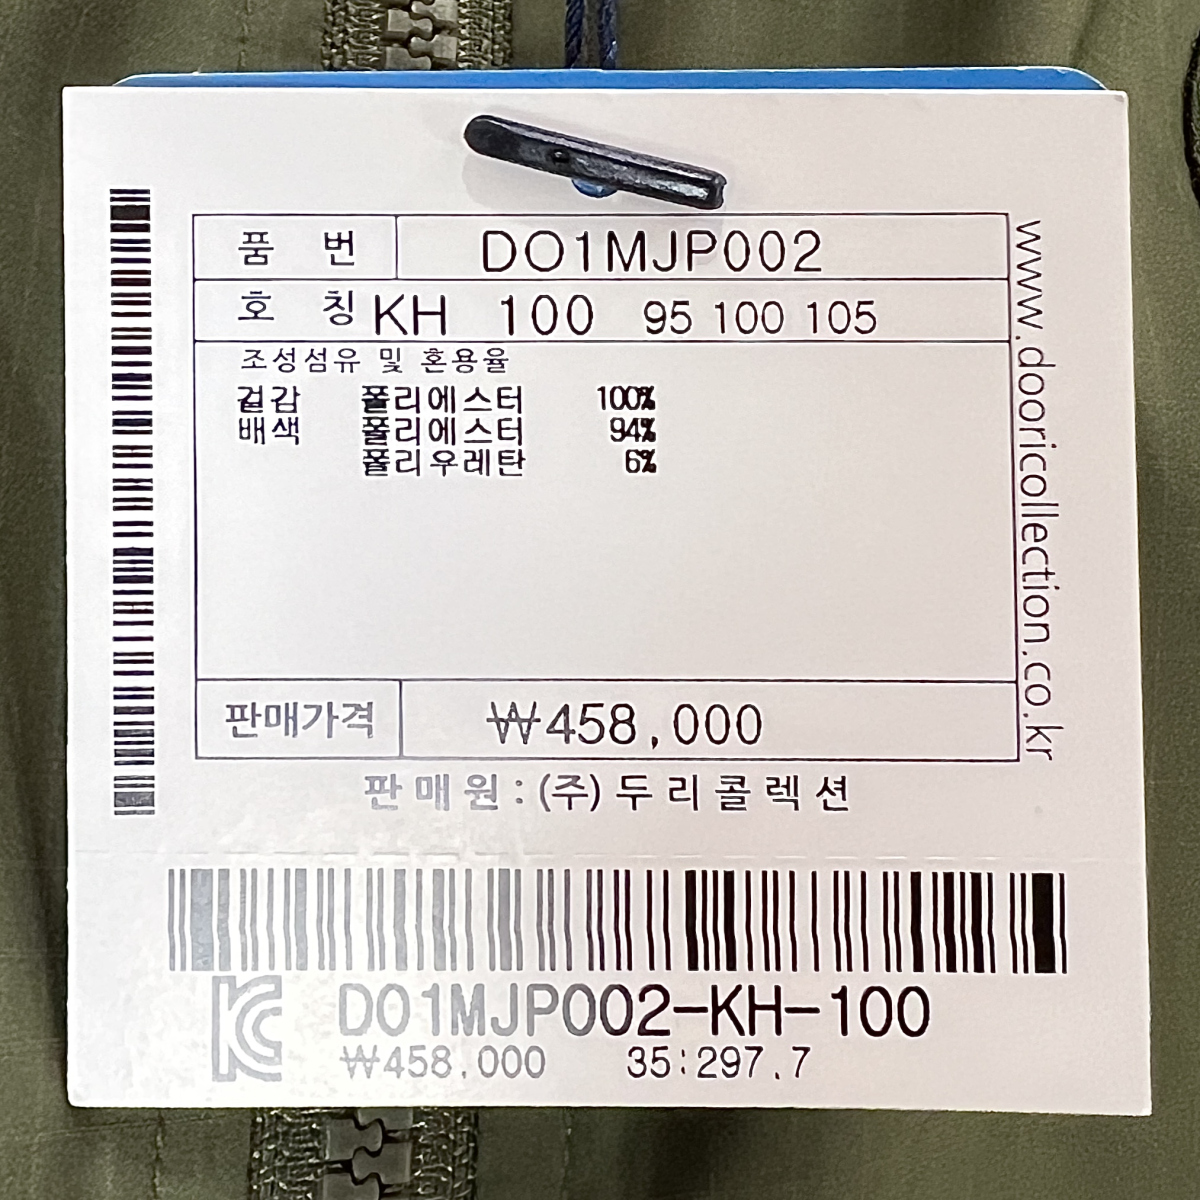 품 번 DO1MJP002
호 칭 KH 100 95 100 105
조성섬유 및 혼용율
겉감 폴리에스터 100%
배색 폴리에스터 94%
폴리우레탄 6%
판매가격 ₩458,000
판매원 : (주)두리콜렉션
www.dooricollection.co.kr
KC DO1MJP002-KH-100
₩458,000 35:297.7